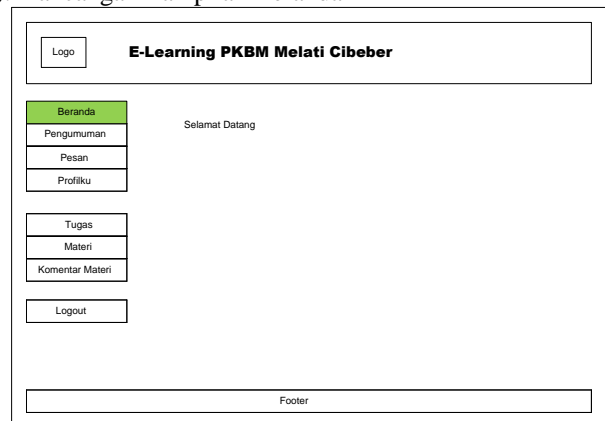 Logo
E-Learning PKBM Melati Cibeber
Beranda
Selamat Datang
Pengumuman
Pesan
Profilku
Tugas
Materi
Komentar Materi
Logout
Footer